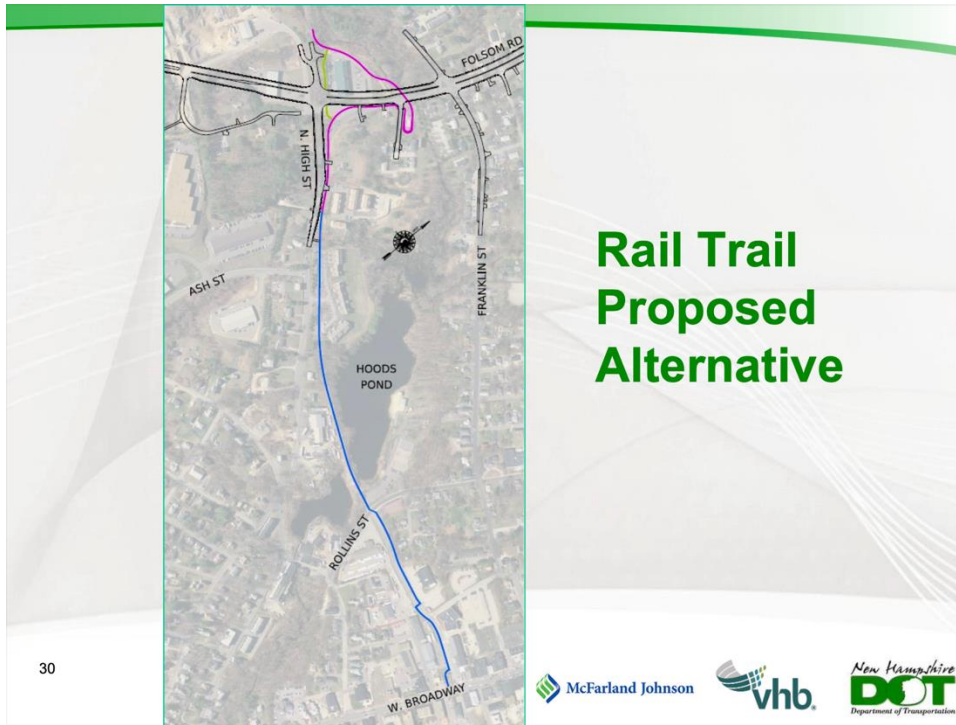 FOLSOM RD
N. HIGH ST
ASH ST
FRANKLIN ST
HOODS
POND
ROLLINS ST
W. BROADWAY
Rail Trail
Proposed
Alternative
30
McFarland Johnson
vhb.
New Hampshire
DOT
Department of Transportation